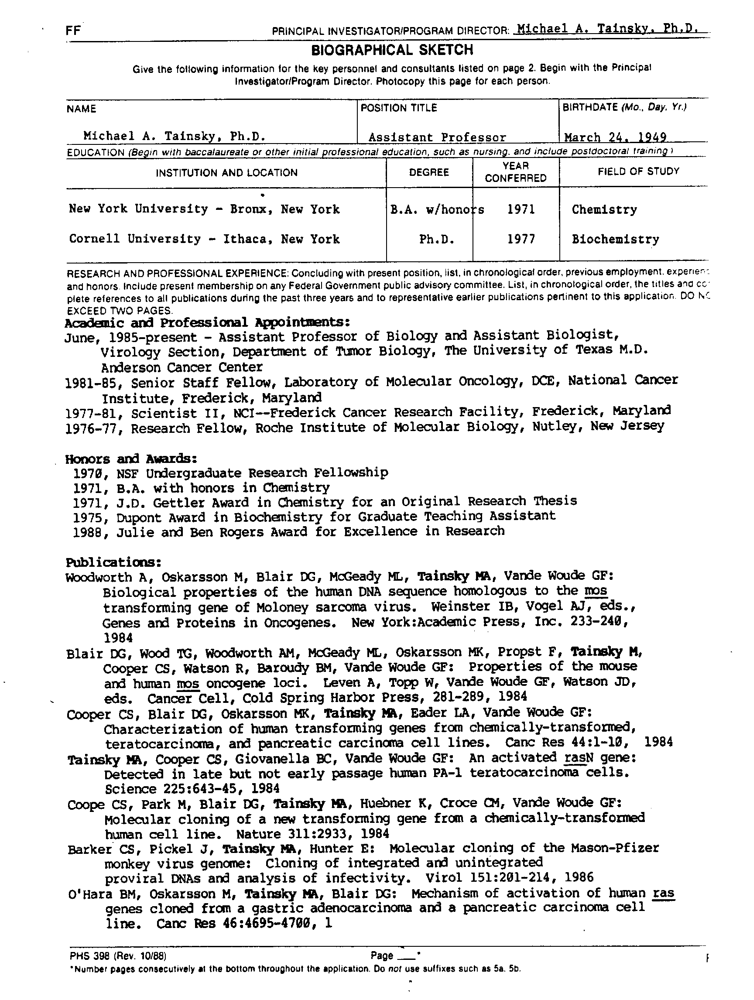 FF
PRINCIPAL INVESTIGATOR/PROGRAM DIRECTOR: Michael A. Tainsky, Ph.D.
BIOGRAPHICAL SKETCH
Give the following information for the key personnel and consultants listed on page 2. Begin with the Principal
Investigator/Program Director. Photocopy this page for each person.
NAME POSITION TITLE BIRTHDATE (Mo., Day, Yr.)
Michael A. Tainsky, Ph.D. Assistant Professor March 24, 1949
EDUCATION (Begin with baccalaureate or other initial professional education, such as nursing, and include postdoctoral training.)
INSTITUTION AND LOCATION DEGREE YEAR CONFERRED FIELD OF STUDY
New York University - Bronx, New York B.A. w/honors 1971 Chemistry
Cornell University - Ithaca, New York Ph.D. 1977 Biochemistry
RESEARCH AND PROFESSIONAL EXPERIENCE: Concluding with present position, list, in chronological order, previous employment, experien
and honors. Include present membership on any Federal Government public advisory committee. List, in chronological order, the titles and co
plete references to all publications during the past three years and to representative earlier publications pertinent to this application. DO NO
EXCEED TWO PAGES.
Academic and Professional Appointments:
June, 1985-present - Assistant Professor of Biology and Assistant Biologist,
Virology Section, Department of Tumor Biology, The University of Texas M.D.
Anderson Cancer Center
1981-85, Senior Staff Fellow, Laboratory of Molecular Oncology, DCE, National Cancer
Institute, Frederick, Maryland
1977-81, Scientist II, NCI--Frederick Cancer Research Facility, Frederick, Maryland
1976-77, Research Fellow, Roche Institute of Molecular Biology, Nutley, New Jersey
Honors and Awards:
1970, NSF Undergraduate Research Fellowship
1971, B.A. with honors in Chemistry
1971, J.D. Gettler Award in Chemistry for an Original Research Thesis
1975, Dupont Award in Biochemistry for Graduate Teaching Assistant
1988, Julie and Ben Rogers Award for Excellence in Research
Publications:
Woodworth A, Oskarsson M, Blair DG, McGeady ML, Tainsky MA, Vande Woude GF:
Biological properties of the human DNA sequence homologous to the mos
transforming gene of Moloney sarcoma virus. Weinster IB, Vogel AJ, eds.,
Genes and Proteins in Oncogenes. New York:Academic Press, Inc. 233-240,
1984
Blair DG, Wood TG, Woodworth AM, McGeady ML, Oskarsson MK, Propst F, Tainsky M,
Cooper CS, Watson R, Baroudy BM, Vande Woude GF: Properties of the mouse
and human mos oncogene loci. Leven A, Topp W, Vande Woude GF, Watson JD,
eds. Cancer Cell, Cold Spring Harbor Press, 281-289, 1984
Cooper CS, Blair DG, Oskarsson MK, Tainsky MA, Eader LA, Vande Woude GF:
Characterization of human transforming genes from chemically-transformed,
teratocarcinoma, and pancreatic carcinoma cell lines. Canc Res 44:1-10, 1984
Tainsky MA, Cooper CS, Giovanella BC, Vande Woude GF: An activated rasN gene:
Detected in late but not early passage human PA-1 teratocarcinoma cells.
Science 225:643-45, 1984
Coope CS, Park M, Blair DG, Tainsky MA, Huebner K, Croce CM, Vande Woude GF:
Molecular cloning of a new transforming gene from a chemically-transformed
human cell line. Nature 311:2933, 1984
Barker CS, Pickel J, Tainsky MA, Hunter E: Molecular cloning of the Mason-Pfizer
monkey virus genome: Cloning of integrated and unintegrated
proviral DNAs and analysis of infectivity. Virol 151:201-214, 1986
O'Hara BM, Oskarsson M, Tainsky MA, Blair DG: Mechanism of activation of human ras
genes cloned from a gastric adenocarcinoma and a pancreatic carcinoma cell
line. Canc Res 46:4695-4700, 1
PHS 398 (Rev. 10/88) Page ___*
*Number pages consecutively at the bottom throughout the application. Do not use suffixes such as 5a, 5b.